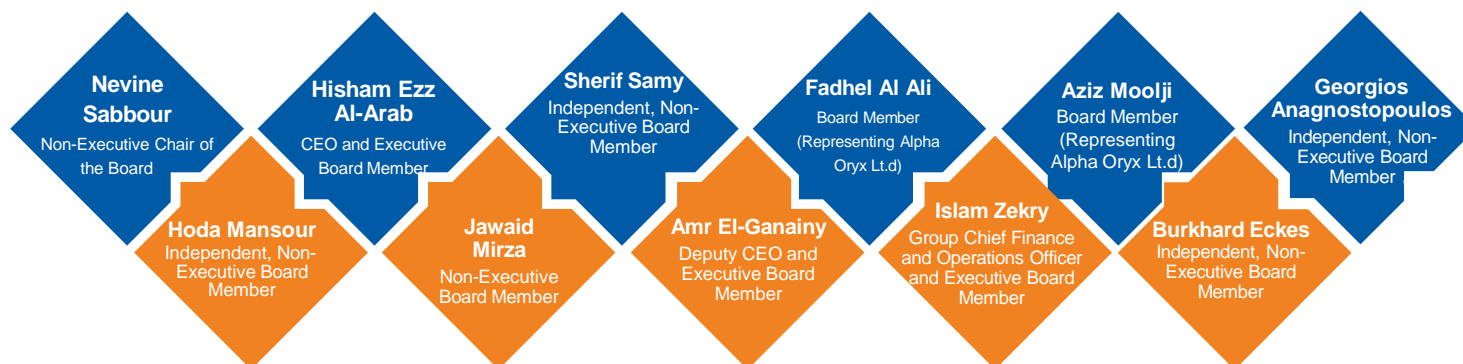 Nevine
Sabbour
Non-Executive Chair of
the Board
Hisham Ezz
Al-Arab
CEO and Executive
Board Member
Sherif Samy
Independent, Non-
Executive Board
Member
Fadhel Al Ali
Board Member
(Representing Alpha
Oryx Lt.d)
Aziz Moolji
Board Member
(Representing
Alpha Oryx Lt.d)
Georgios
Anagnostopoulos
Independent, Non-
Executive Board
Member
Hoda Mansour
Independent, Non-
Executive Board
Member
Jawaid
Mirza
Non-Executive
Board Member
Amr El-Ganainy
Deputy CEO and
Executive Board
Member
Islam Zekry
Group Chief Finance
and Operations Officer
and Executive Board
Member
Burkhard Eckes
Independent, Non-
Executive Board
Member